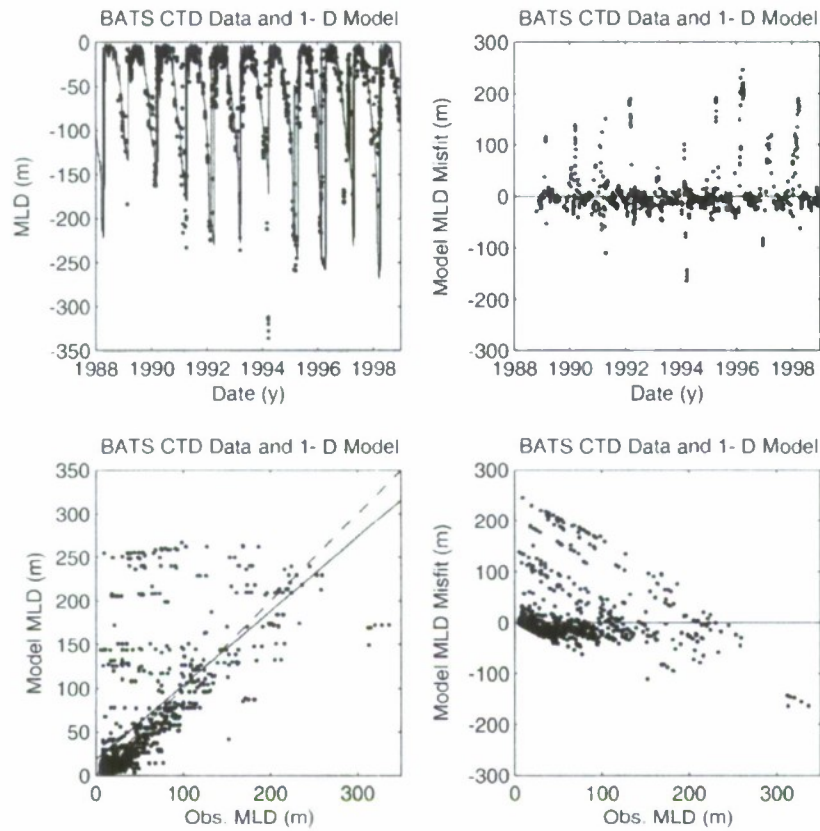 BATS CTD Data and 1- D Model
0
-50
-100
-150
-200
-250
-300
-350
MLD (m)
1988 1990 1992 1994 1996 1998
Date (y)
BATS CTD Data and 1- D Model
300
200
100
0
-100
-200
-300
Model MLD Misfit (m)
1988 1990 1992 1994 1996 1998
Date (y)
BATS CTD Data and 1- D Model
350
300
250
200
150
100
50
0
Model MLD (m)
0 100 200 300
Obs. MLD (m)
BATS CTD Data and 1- D Model
300
200
100
0
-100
-200
-300
Model MLD Misfit (m)
0 100 200 300
Obs. MLD (m)